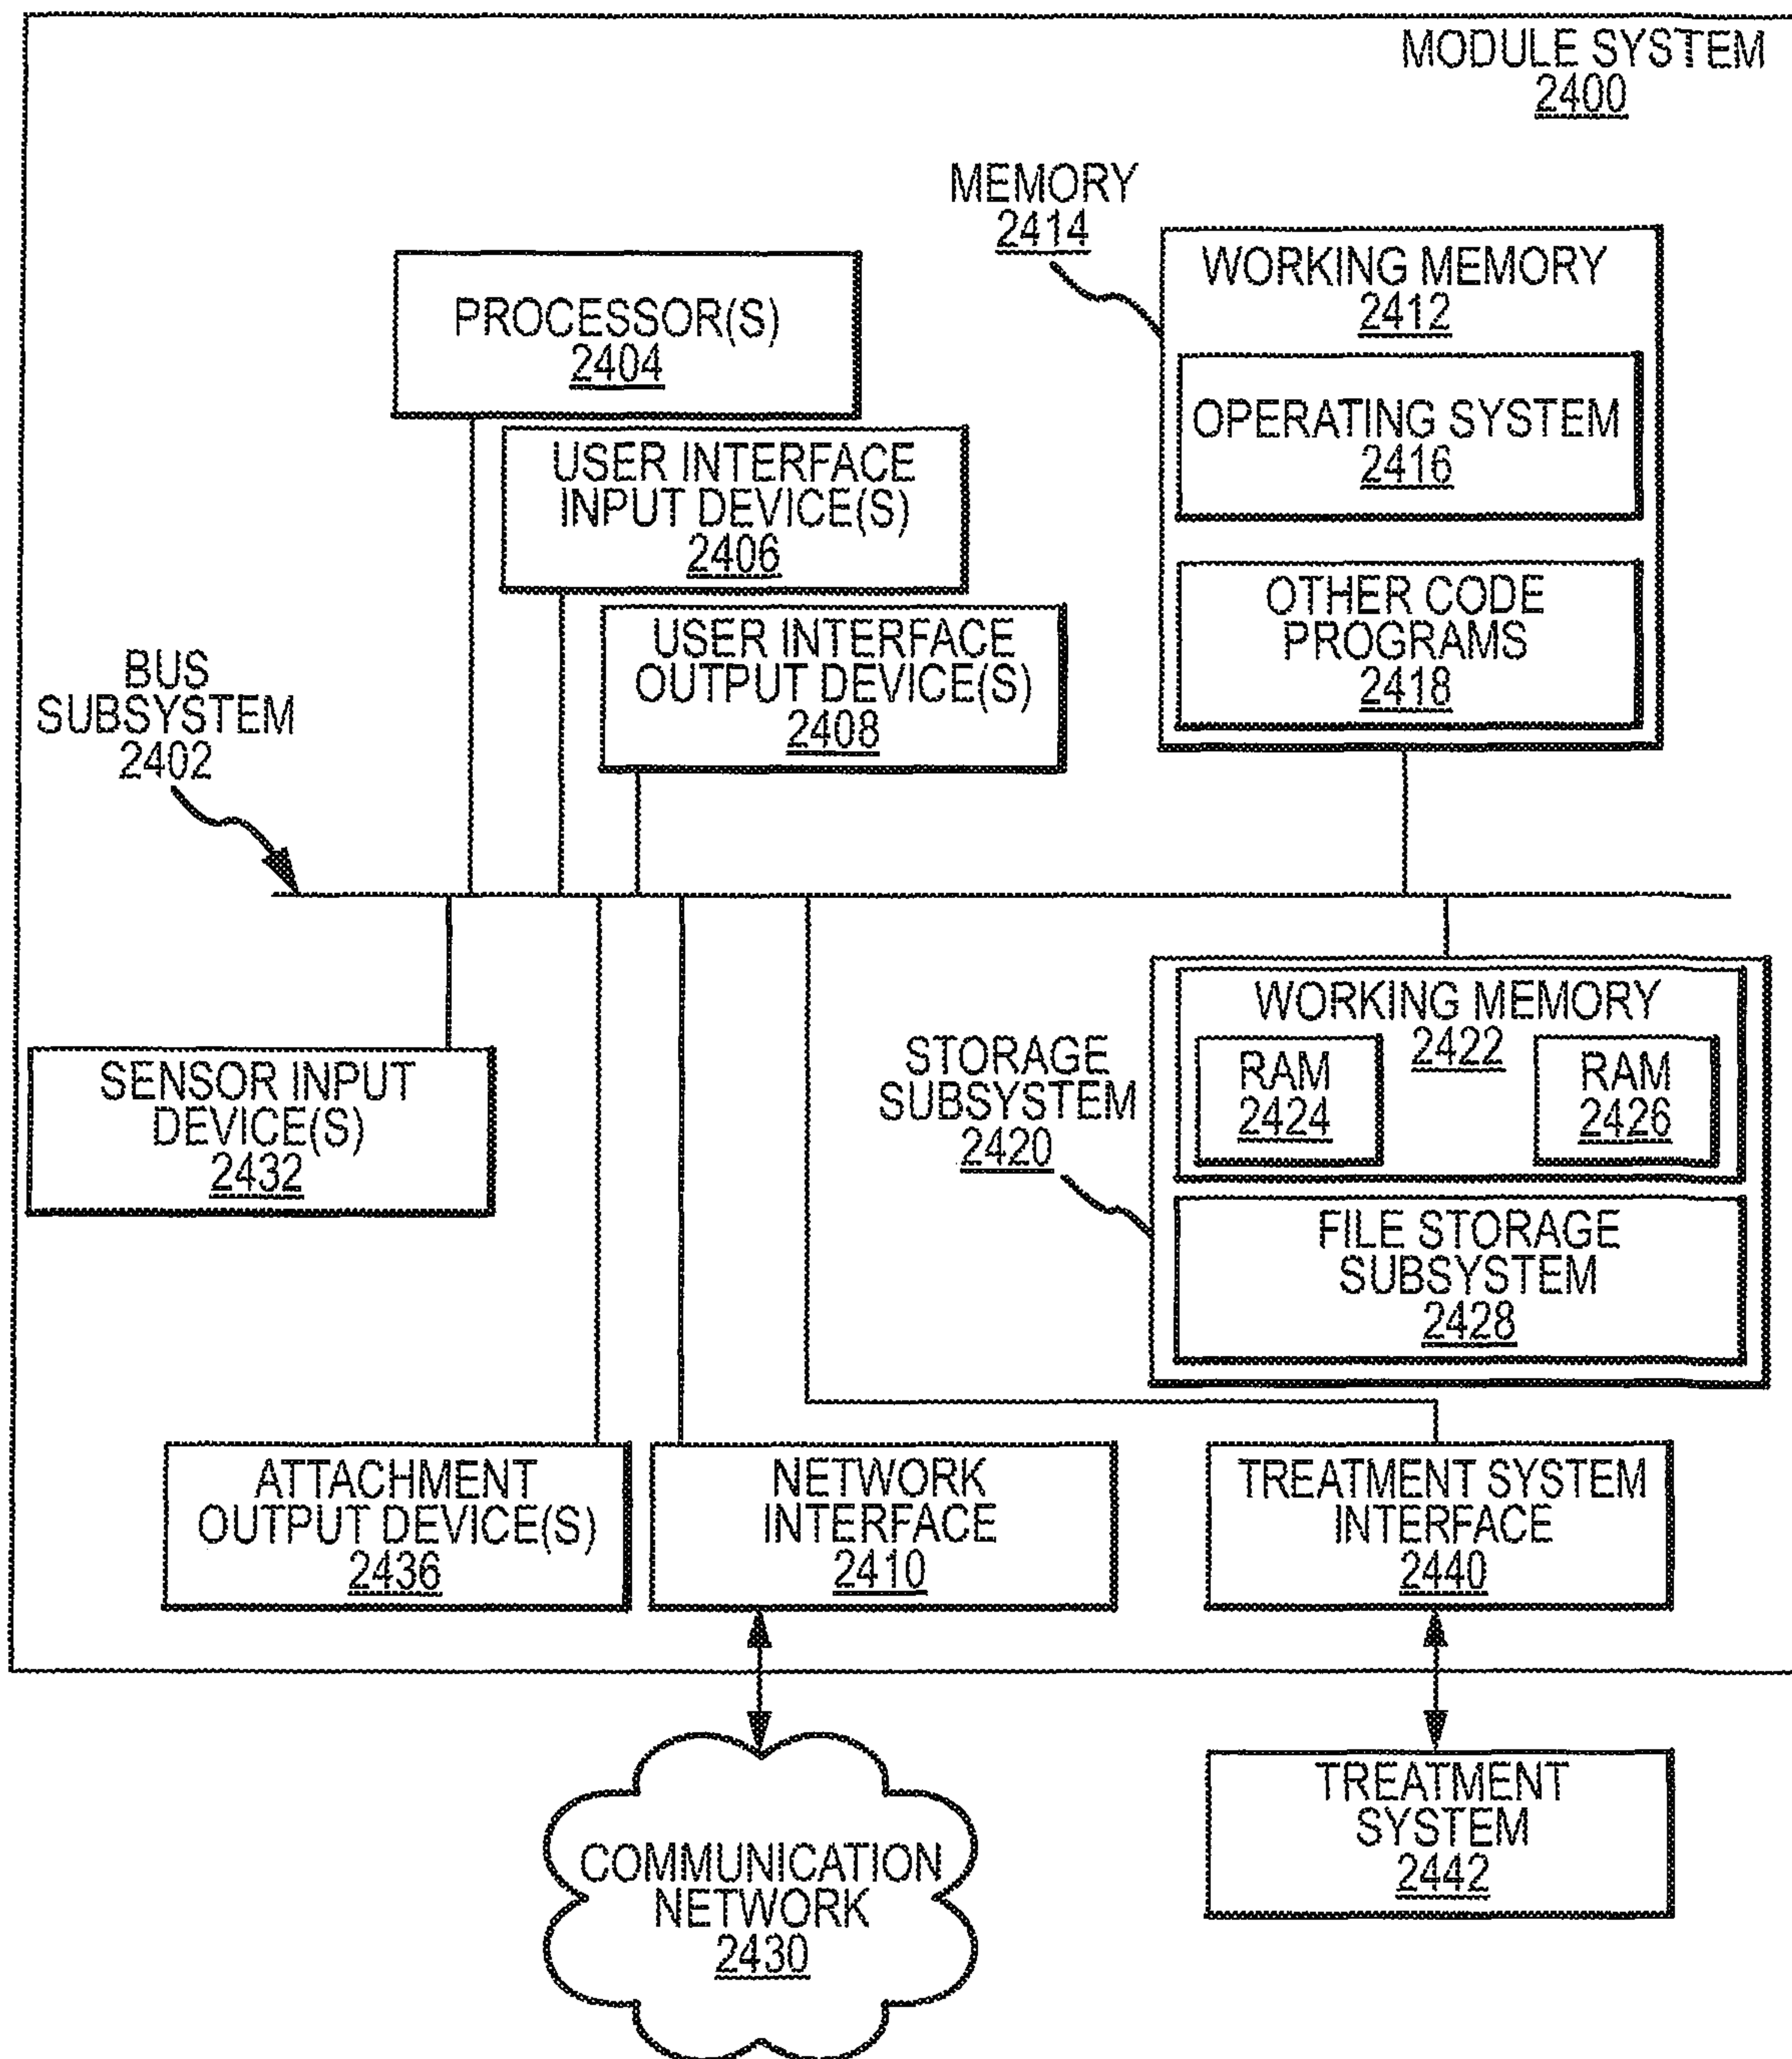 MODULE SYSTEM
2400
MEMORY
2414
WORKING MEMORY
2412
OPERATING SYSTEM
2416
OTHER CODE
PROGRAMS
2418
PROCESSOR(S)
2404
USER INTERFACE
INPUT DEVICE(S)
2406
USER INTERFACE
OUTPUT DEVICE(S)
2408
BUS
SUBSYSTEM
2402
SENSOR INPUT
DEVICE(S)
2432
STORAGE
SUBSYSTEM
2420
WORKING MEMORY
2422
RAM
2424
RAM
2426
FILE STORAGE
SUBSYSTEM
2428
ATTACHMENT
OUTPUT DEVICE(S)
2436
NETWORK
INTERFACE
2410
TREATMENT SYSTEM
INTERFACE
2440
COMMUNICATION
NETWORK
2430
TREATMENT
SYSTEM
2442